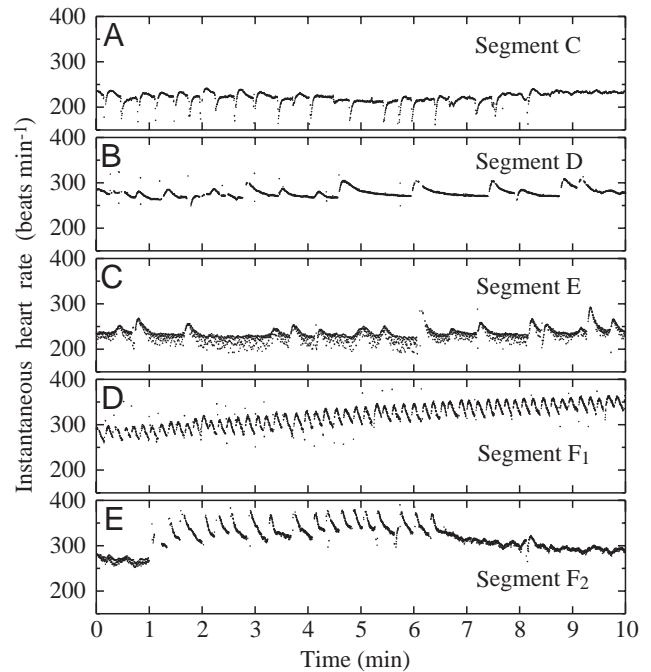 Instantaneous heart rate (beats min-1)
A
Segment C
400
300
200
B
Segment D
400
300
200
C
Segment E
400
300
200
D
Segment F1
400
300
200
E
Segment F2
400
300
200
0 1 2 3 4 5 6 7 8 9 10
Time (min)